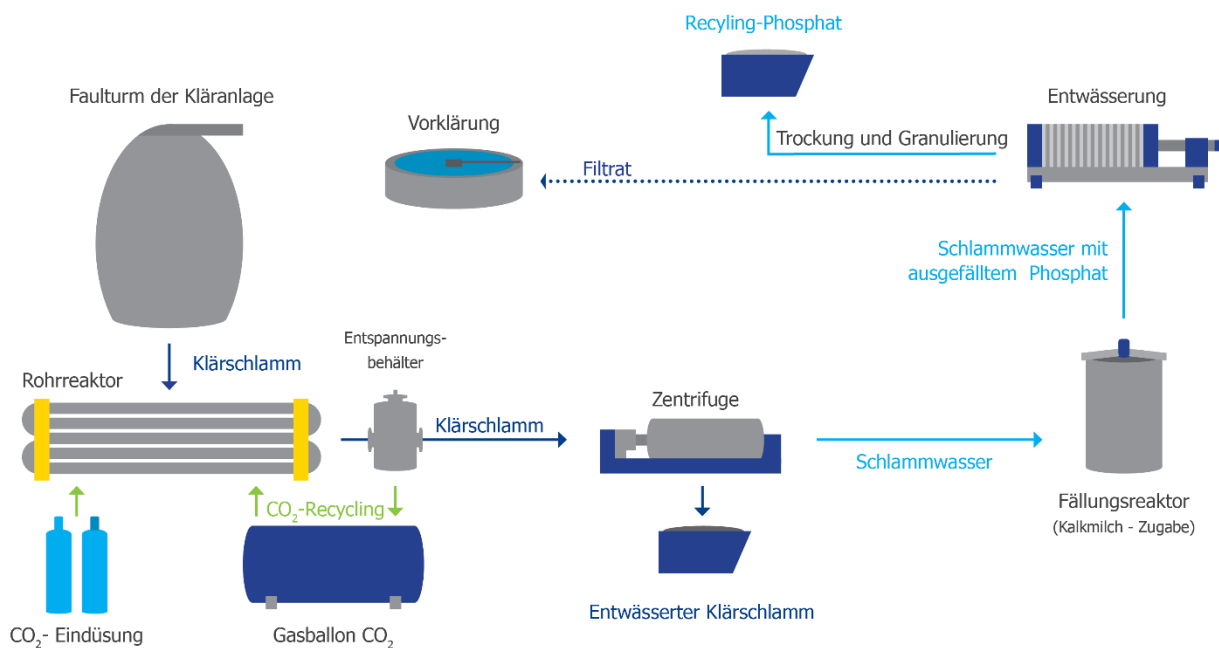 Recyling-Phosphat
Faulturm der Kläranlage
Entwässerung
Vorklärung
Trockung und Granulierung
Filtrat
Schlammwasser mit
ausgefälltem Phosphat
Entspannungs-
behälter
Klärschlamm
Rohrreaktor
Zentrifuge
Klärschlamm
Schlammwasser
CO₂-Recycling
Fällungsreaktor
(Kalkmilch - Zugabe)
Entwässerter Klärschlamm
CO₂- Eindüsung
Gasballon CO₂